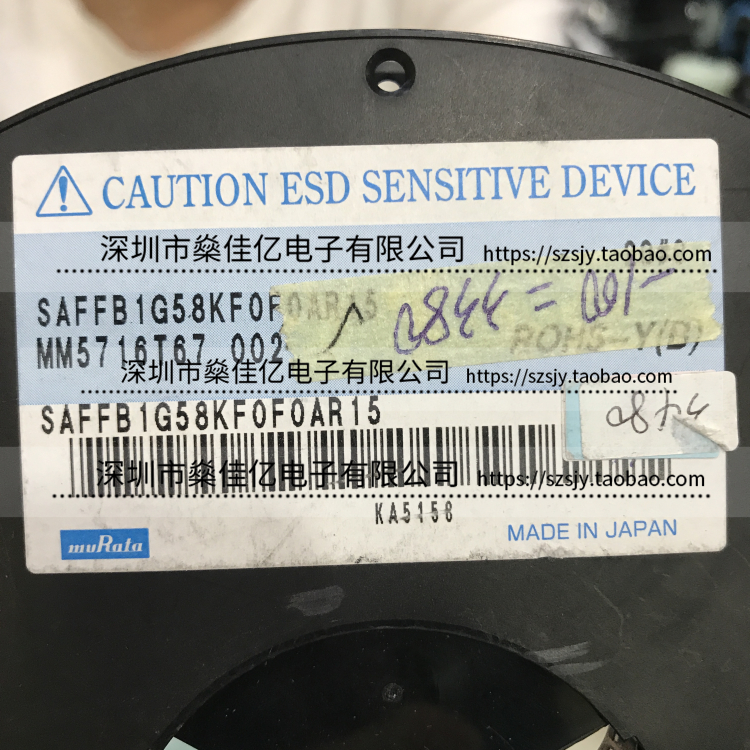 CAUTION ESD SENSITIVE DEVICE
深圳市燊佳亿电子有限公司 https://szsjy.taobao.com
SAFFB1G58KF0F0AR15
MM5716T67 002 ROHS-Y(B)
深圳市燊佳亿电子有限公司 https://szsjy.taobao.com
SAFFB1G58KF0F0AR15
深圳市燊佳亿电子有限公司 https://szsjy.taobao.com
KA5158
muRata
MADE IN JAPAN